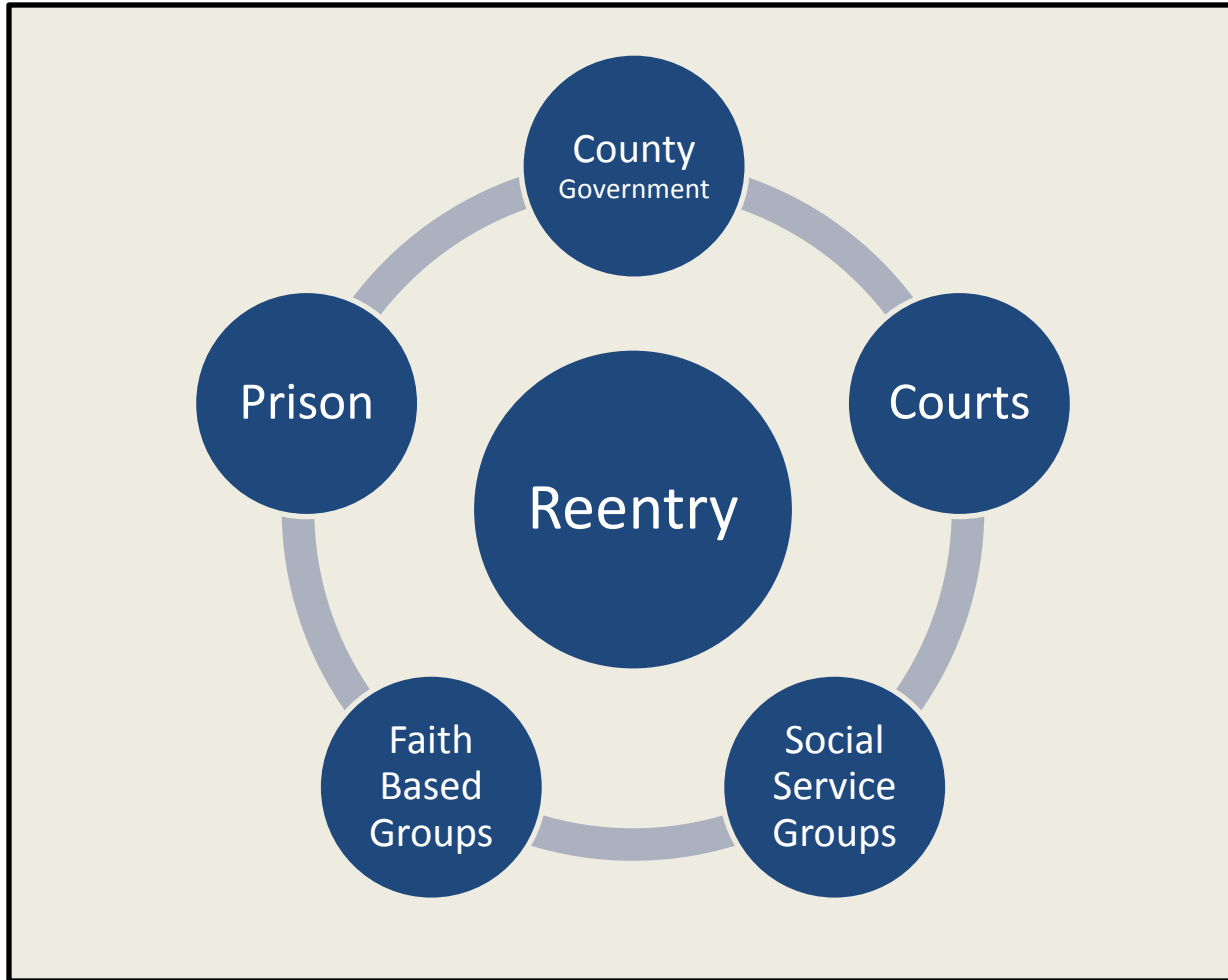 County
Government
Prison
Courts
Reentry
Faith
Based
Groups
Social
Service
Groups